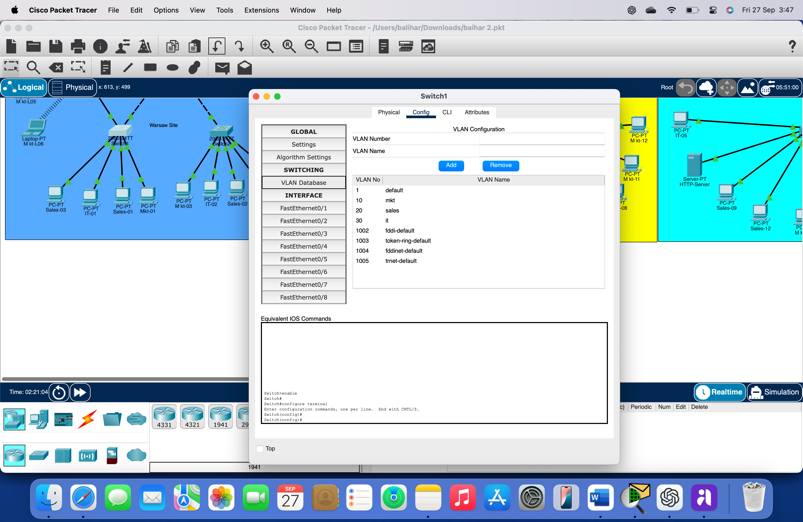 Cisco Packet Tracer File Edit Options View Tools Extensions Window Help
Fri 27 Sep 3:47
Cisco Packet Tracer - /Users/balihar/Downloads/balhar 2.pkt
Logical
Physical
x: 613, y: 499
Root
05:51:00
Switch1
Physical Config CLI Attributes
GLOBAL
Settings
Algorithm Settings
SWITCHING
VLAN Database
INTERFACE
FastEthernet0/1
FastEthernet0/2
FastEthernet0/3
FastEthernet0/4
FastEthernet0/5
FastEthernet0/6
FastEthernet0/7
FastEthernet0/8
VLAN Configuration
VLAN Number
VLAN Name
Add Remove
VLAN No VLAN Name
1 default
10 mkt
20 sales
30 it
1002 fddi-default
1003 token-ring-default
1004 fddinet-default
1005 trnet-default
Equivalent IOS Commands
Switch>enable
Switch#
Switch#configure terminal
Enter configuration commands, one per line. End with CNTL/Z.
Switch(config)#
Switch(config)#
Top
Warsaw Site
Laptop-PT
M kt-L06
PC-PT
Sales-03
PC-PT
IT-01
PC-PT
Sales-01
PC-PT
Mkt-01
PC-PT
M kt-03
PC-PT
IT-02
PC-PT
Sales-02
PC-PT
M kt-12
PC-PT
M kt-11
PC-PT
IT-05
Server-PT
HTTP-Server
PC-PT
Sales-09
PC-PT
Sales-12
Time: 02:21:04
Realtime
Simulation
4331
4321
1941
1941
Periodic Num Edit Delete
SEP
27